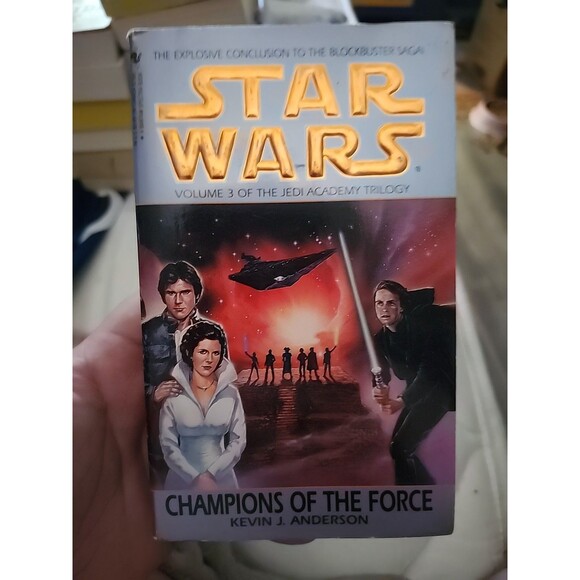 THE EXPLOSIVE CONCLUSION TO THE BLOCKBUSTER SAGA!
STAR
WARS
VOLUME 3 OF THE JEDI ACADEMY TRILOGY
CHAMPIONS OF THE FORCE
KEVIN J. ANDERSON